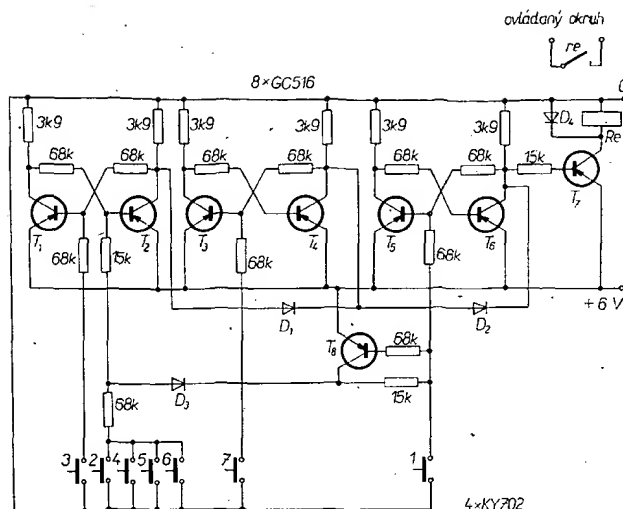 ovládaný okruh
re
8×GC516
0
3k9
3k9
3k9
3k9
3k9
3k9
D4
Re
68k
68k
68k
68k
68k
68k
15k
T1
T2
T3
T4
T5
T6
T7
68k
15k
68k
68k
+6 V
D1
D2
T8
68k
D3
15k
68k
3
2
4
5
6
7
1
4×KY702